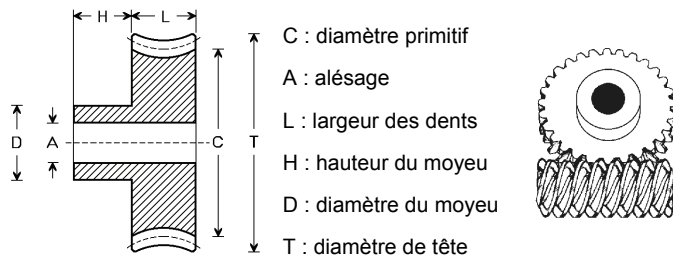 H L
C : diamètre primitif
A : alésage
L : largeur des dents
D A C T
H : hauteur du moyeu
D : diamètre du moyeu
T : diamètre de tête